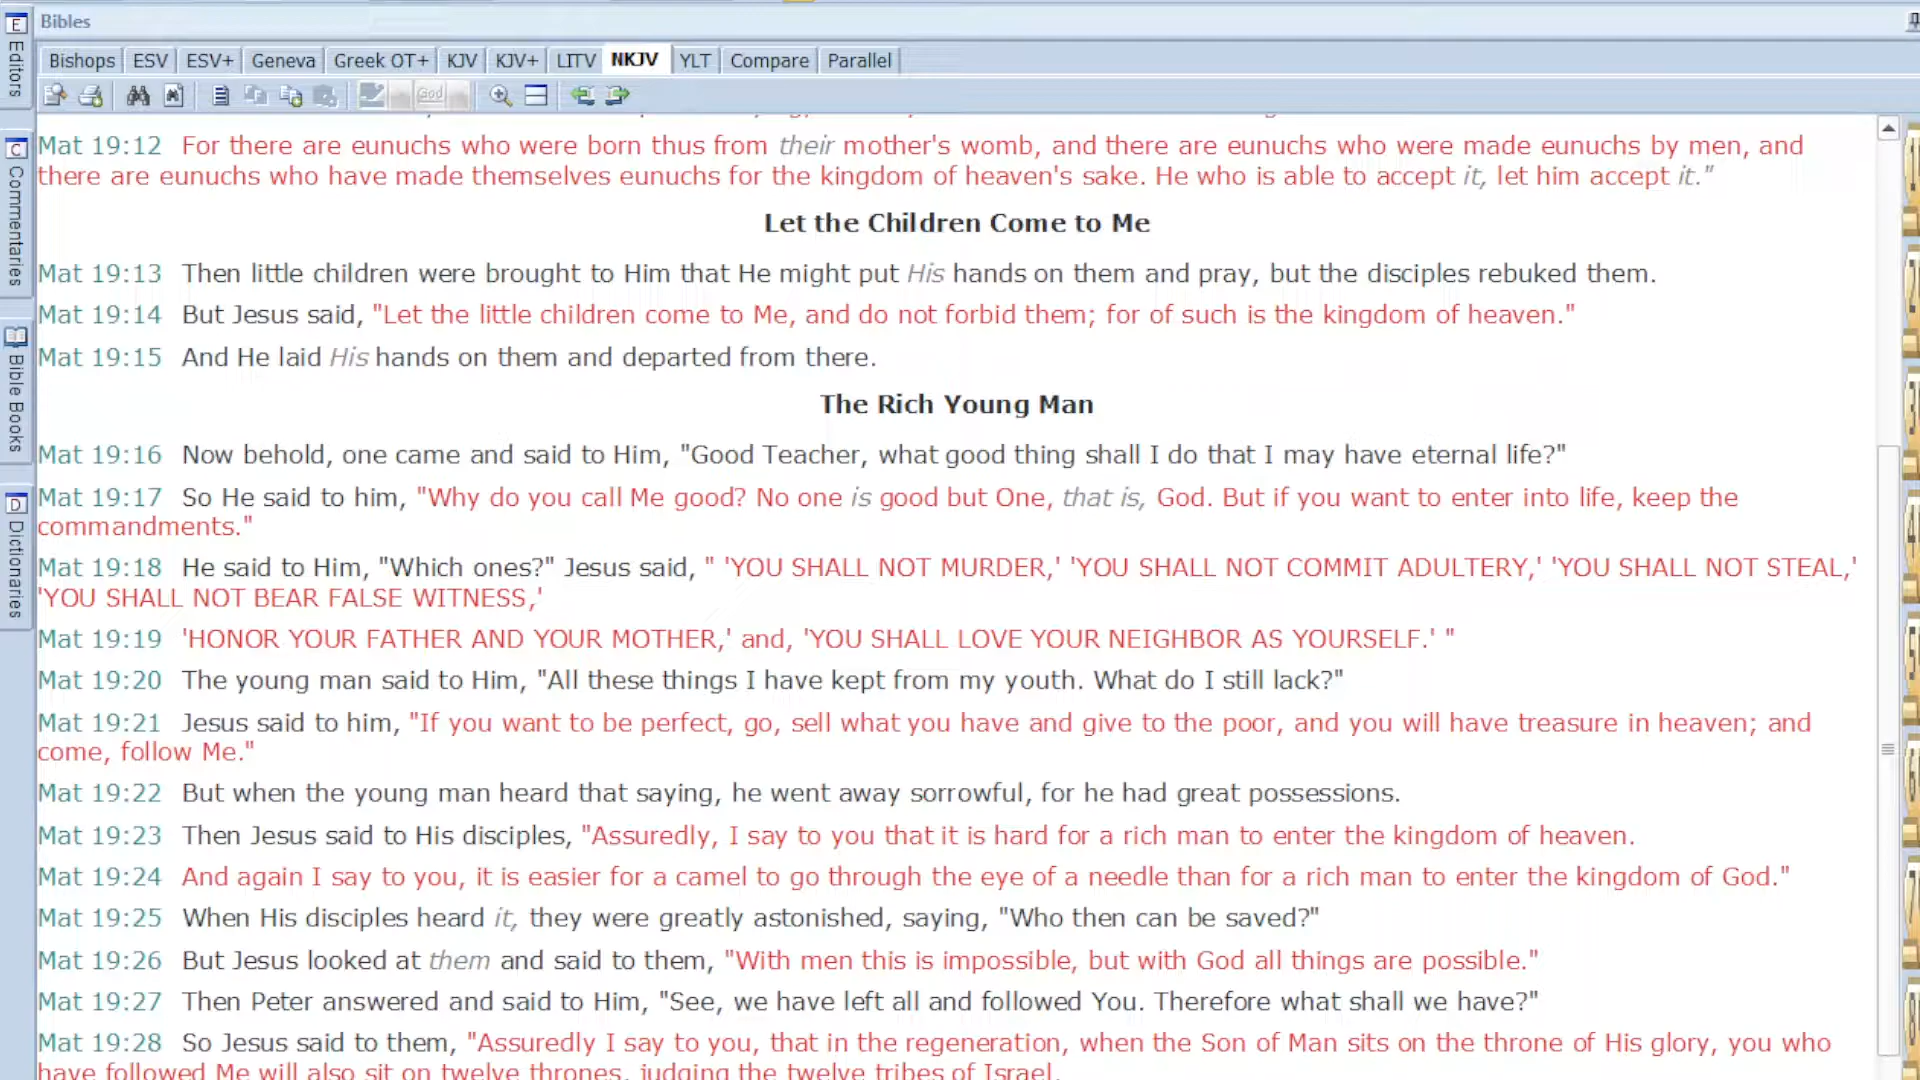 Bibles
Editors
Commentaries
Bible Books
Dictionaries
Bishops ESV ESV+ Geneva Greek OT+ KJV KJV+ LITV NKJV YLT Compare Parallel
God
Mat 19:12 For there are eunuchs who were born thus from their mother's womb, and there are eunuchs who were made eunuchs by men, and
there are eunuchs who have made themselves eunuchs for the kingdom of heaven's sake. He who is able to accept it, let him accept it."
Let the Children Come to Me
Mat 19:13 Then little children were brought to Him that He might put His hands on them and pray, but the disciples rebuked them.
Mat 19:14 But Jesus said, "Let the little children come to Me, and do not forbid them; for of such is the kingdom of heaven."
Mat 19:15 And He laid His hands on them and departed from there.
The Rich Young Man
Mat 19:16 Now behold, one came and said to Him, "Good Teacher, what good thing shall I do that I may have eternal life?"
Mat 19:17 So He said to him, "Why do you call Me good? No one is good but One, that is, God. But if you want to enter into life, keep the
commandments."
Mat 19:18 He said to Him, "Which ones?" Jesus said, " 'YOU SHALL NOT MURDER,' 'YOU SHALL NOT COMMIT ADULTERY,' 'YOU SHALL NOT STEAL,'
'YOU SHALL NOT BEAR FALSE WITNESS,'
Mat 19:19 'HONOR YOUR FATHER AND YOUR MOTHER,' and, 'YOU SHALL LOVE YOUR NEIGHBOR AS YOURSELF.' "
Mat 19:20 The young man said to Him, "All these things I have kept from my youth. What do I still lack?"
Mat 19:21 Jesus said to him, "If you want to be perfect, go, sell what you have and give to the poor, and you will have treasure in heaven; and
come, follow Me."
Mat 19:22 But when the young man heard that saying, he went away sorrowful, for he had great possessions.
Mat 19:23 Then Jesus said to His disciples, "Assuredly, I say to you that it is hard for a rich man to enter the kingdom of heaven.
Mat 19:24 And again I say to you, it is easier for a camel to go through the eye of a needle than for a rich man to enter the kingdom of God."
Mat 19:25 When His disciples heard it, they were greatly astonished, saying, "Who then can be saved?"
Mat 19:26 But Jesus looked at them and said to them, "With men this is impossible, but with God all things are possible."
Mat 19:27 Then Peter answered and said to Him, "See, we have left all and followed You. Therefore what shall we have?"
Mat 19:28 So Jesus said to them, "Assuredly I say to you, that in the regeneration, when the Son of Man sits on the throne of His glory, you who
have followed Me will also sit on twelve thrones, judging the twelve tribes of Israel.